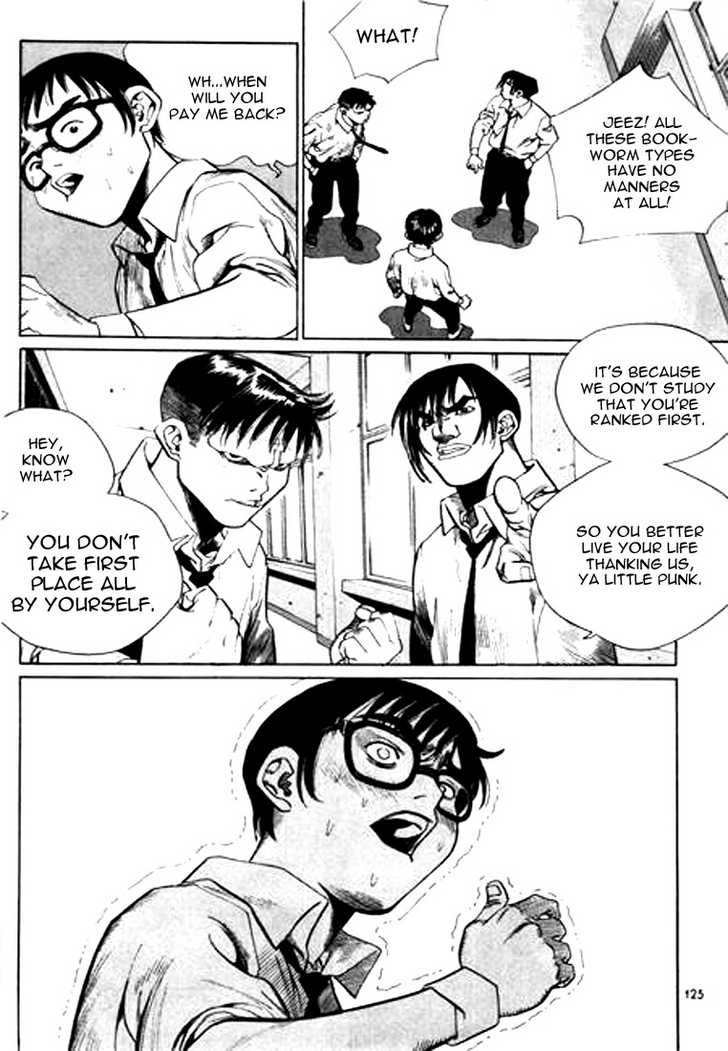 WH...WHEN
WILL YOU
PAY ME BACK?
WHAT!
JEEZ! ALL
THESE BOOK-
WORM TYPES
HAVE NO
MANNERS
AT ALL!
HEY,
KNOW
WHAT?
YOU DON'T
TAKE FIRST
PLACE ALL
BY YOURSELF.
IT'S BECAUSE
WE DON'T STUDY
THAT YOU'RE
RANKED FIRST.
SO YOU BETTER
LIVE YOUR LIFE
THANKING US,
YA LITTLE PUNK.
125